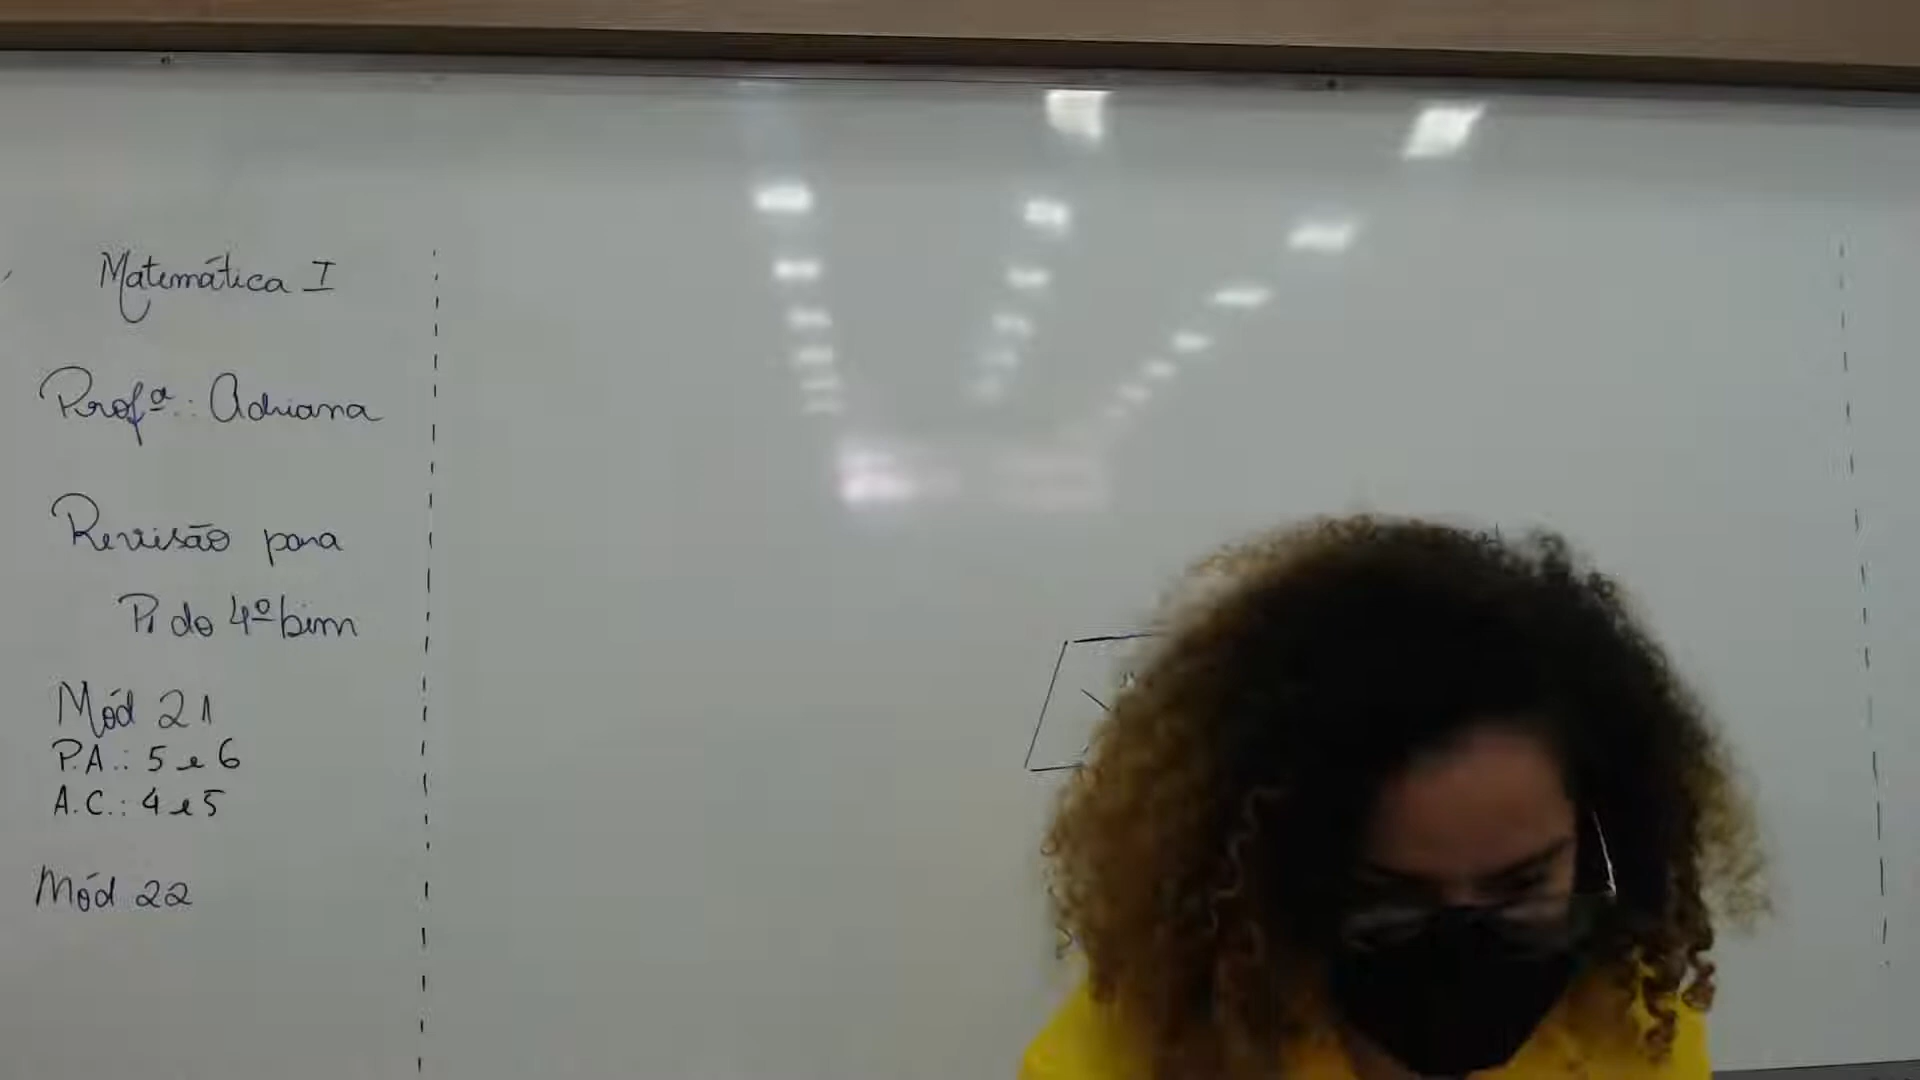 Matemática I
Profª.: Adriana
Revisão para
P1 do 4º bim
Mód 21
P.A.: 5 e 6
A.C.: 4 e 5
Mód 22